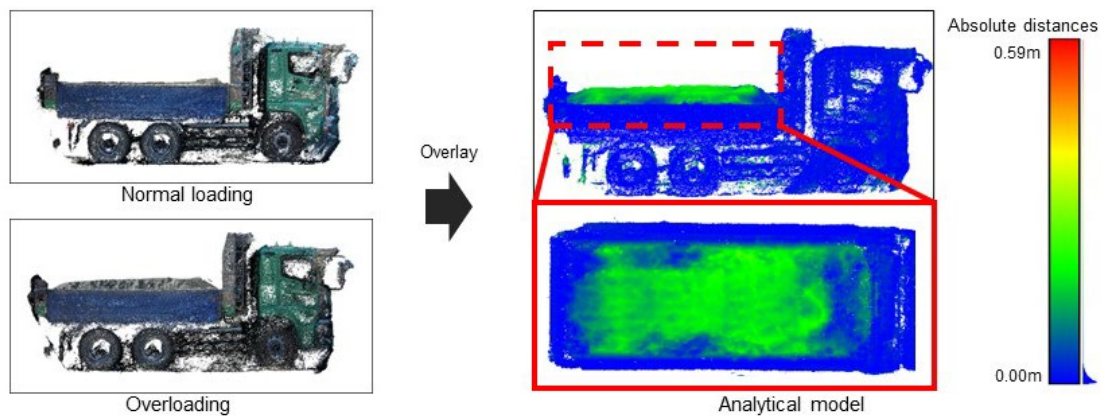 Normal loading
Overloading
Overlay
Analytical model
Absolute distances
0.59m
0.00m